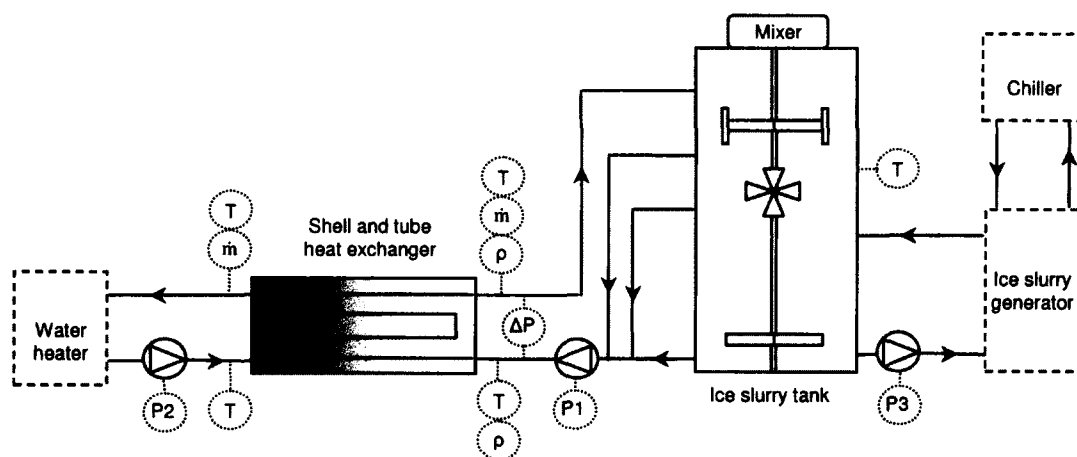 Mixer
Chiller
T
T
ṁ
ρ
T
ṁ
Shell and tube
heat exchanger
Water
heater
ΔP
Ice slurry
generator
P2
T
T
ρ
P1
Ice slurry tank
P3